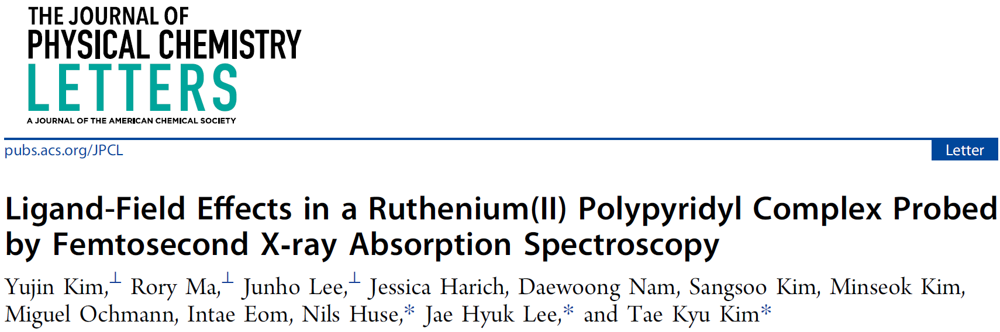 THE JOURNAL OF
PHYSICAL CHEMISTRY
LETTERS
A JOURNAL OF THE AMERICAN CHEMICAL SOCIETY
pubs.acs.org/JPCL
Letter
Ligand-Field Effects in a Ruthenium(II) Polypyridyl Complex Probed
by Femtosecond X-ray Absorption Spectroscopy
Yujin Kim,⊥ Rory Ma,⊥ Junho Lee,⊥ Jessica Harich, Daewoong Nam, Sangsoo Kim, Minseok Kim,
Miguel Ochmann, Intae Eom, Nils Huse,* Jae Hyuk Lee,* and Tae Kyu Kim*